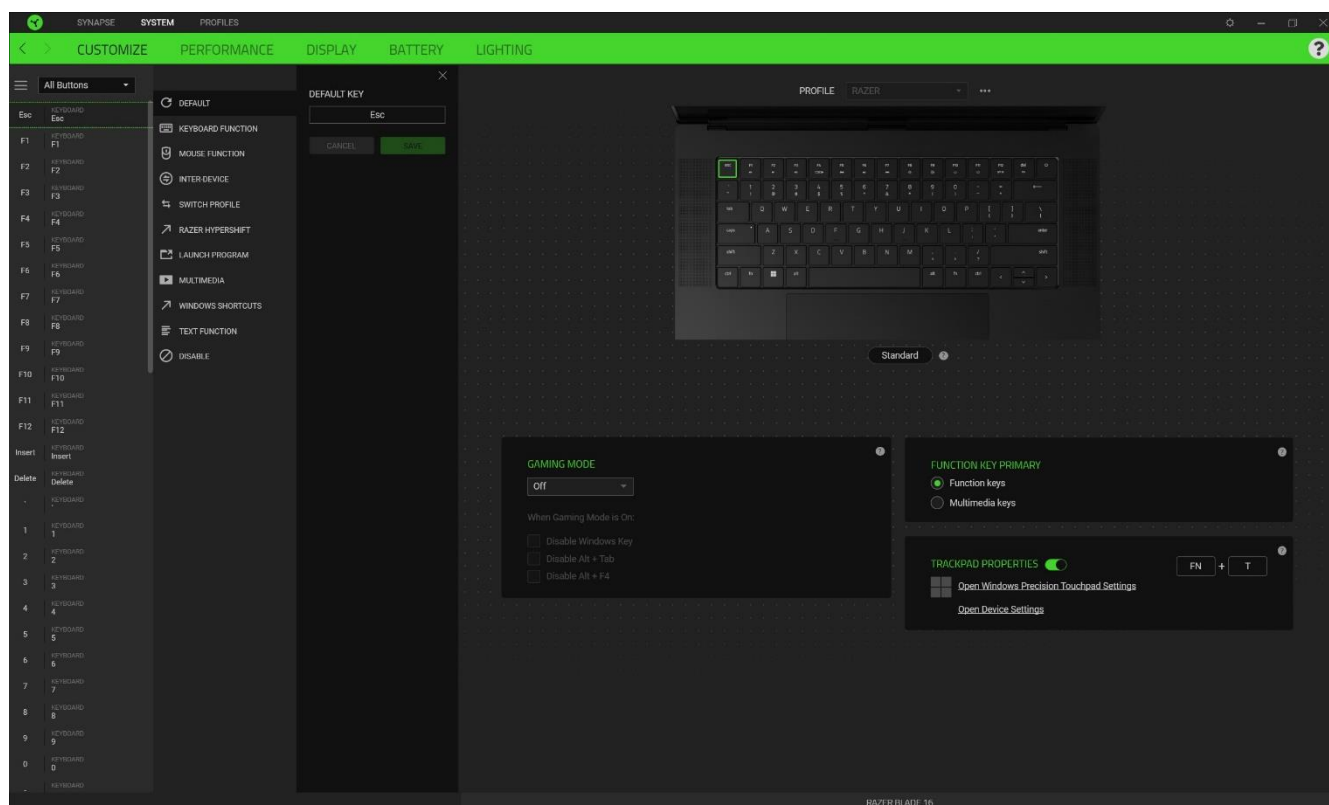 SYNAPSE SYSTEM PROFILES
CUSTOMIZE PERFORMANCE DISPLAY BATTERY LIGHTING
?
All Buttons
Esc KEYBOARD
Esc
F1 KEYBOARD
F1
F2 KEYBOARD
F2
F3 KEYBOARD
F3
F4 KEYBOARD
F4
F5 KEYBOARD
F5
F6 KEYBOARD
F6
F7 KEYBOARD
F7
F8 KEYBOARD
F8
F9 KEYBOARD
F9
F10 KEYBOARD
F10
F11 KEYBOARD
F11
F12 KEYBOARD
F12
Insert KEYBOARD
Insert
Delete KEYBOARD
Delete
KEYBOARD
1 KEYBOARD
1
2 KEYBOARD
2
3 KEYBOARD
3
4 KEYBOARD
4
5 KEYBOARD
5
6 KEYBOARD
6
7 KEYBOARD
7
8 KEYBOARD
8
9 KEYBOARD
9
0 KEYBOARD
0
- KEYBOARD
DEFAULT
KEYBOARD FUNCTION
MOUSE FUNCTION
INTER-DEVICE
SWITCH PROFILE
RAZER HYPERSHIFT
LAUNCH PROGRAM
MULTIMEDIA
WINDOWS SHORTCUTS
TEXT FUNCTION
DISABLE
DEFAULT KEY
Esc
CANCEL SAVE
PROFILE RAZER
Q W E R T Y U I O P
A S D F G H J K L
Z X C V B N M
Standard ?
GAMING MODE ?
Off
When Gaming Mode is On:
Disable Windows Key
Disable Alt + Tab
Disable Alt + F4
FUNCTION KEY PRIMARY ?
Function keys
Multimedia keys
TRACKPAD PROPERTIES FN + T ?
Open Windows Precision Touchpad Settings
Open Device Settings
RAZER BLADE 16